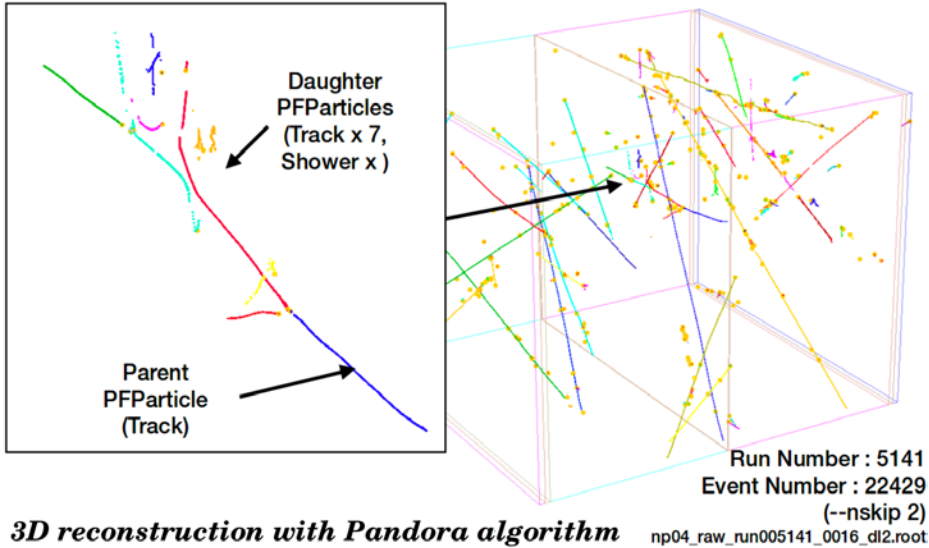 Daughter
PFParticles
(Track x 7,
Shower x )
Parent
PFParticle
(Track)
Run Number : 5141
Event Number : 22429
(--nskip 2)
3D reconstruction with Pandora algorithm
np04_raw_run005141_0016_dl2.root